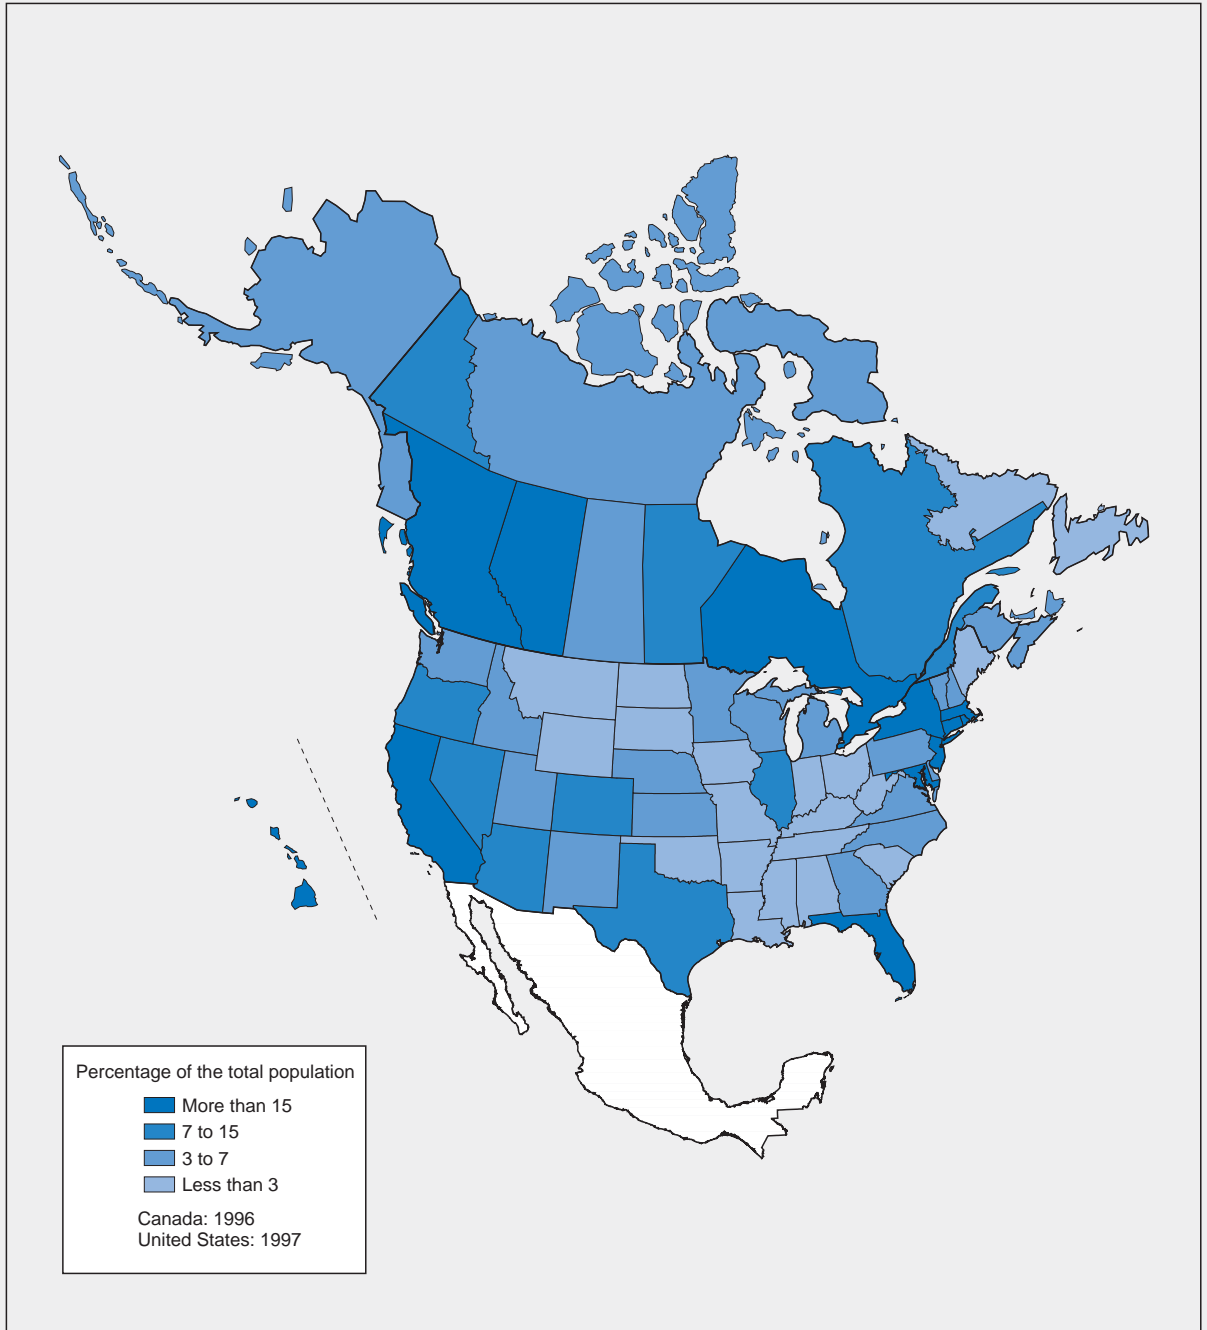 Percentage of the total population
More than 15
7 to 15
3 to 7
Less than 3
Canada: 1996
United States: 1997